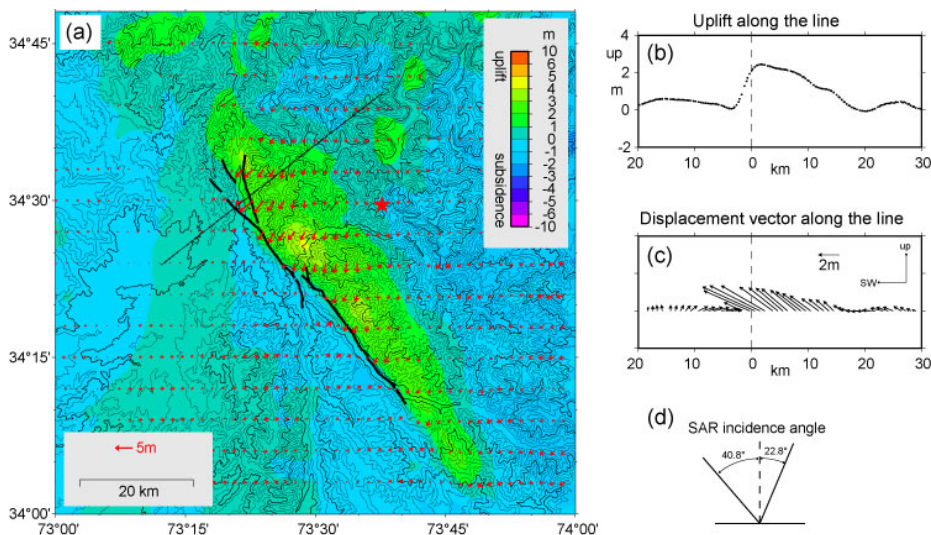 (a)
34°45'
34°30'
34°15'
34°00'
73°00'
73°15'
73°30'
73°45'
74°00'
m
uplift
subsidence
10
6
5
4
3
2
1
0
-1
-2
-3
-4
-5
-6
-10
5m
20 km
Uplift along the line
(b)
up
m
4
2
0
-2
20
10
0
10
20
30
km
Displacement vector along the line
(c)
2m
up
SW
20
10
0
10
20
30
km
(d)
SAR incidence angle
40.8°
22.8°